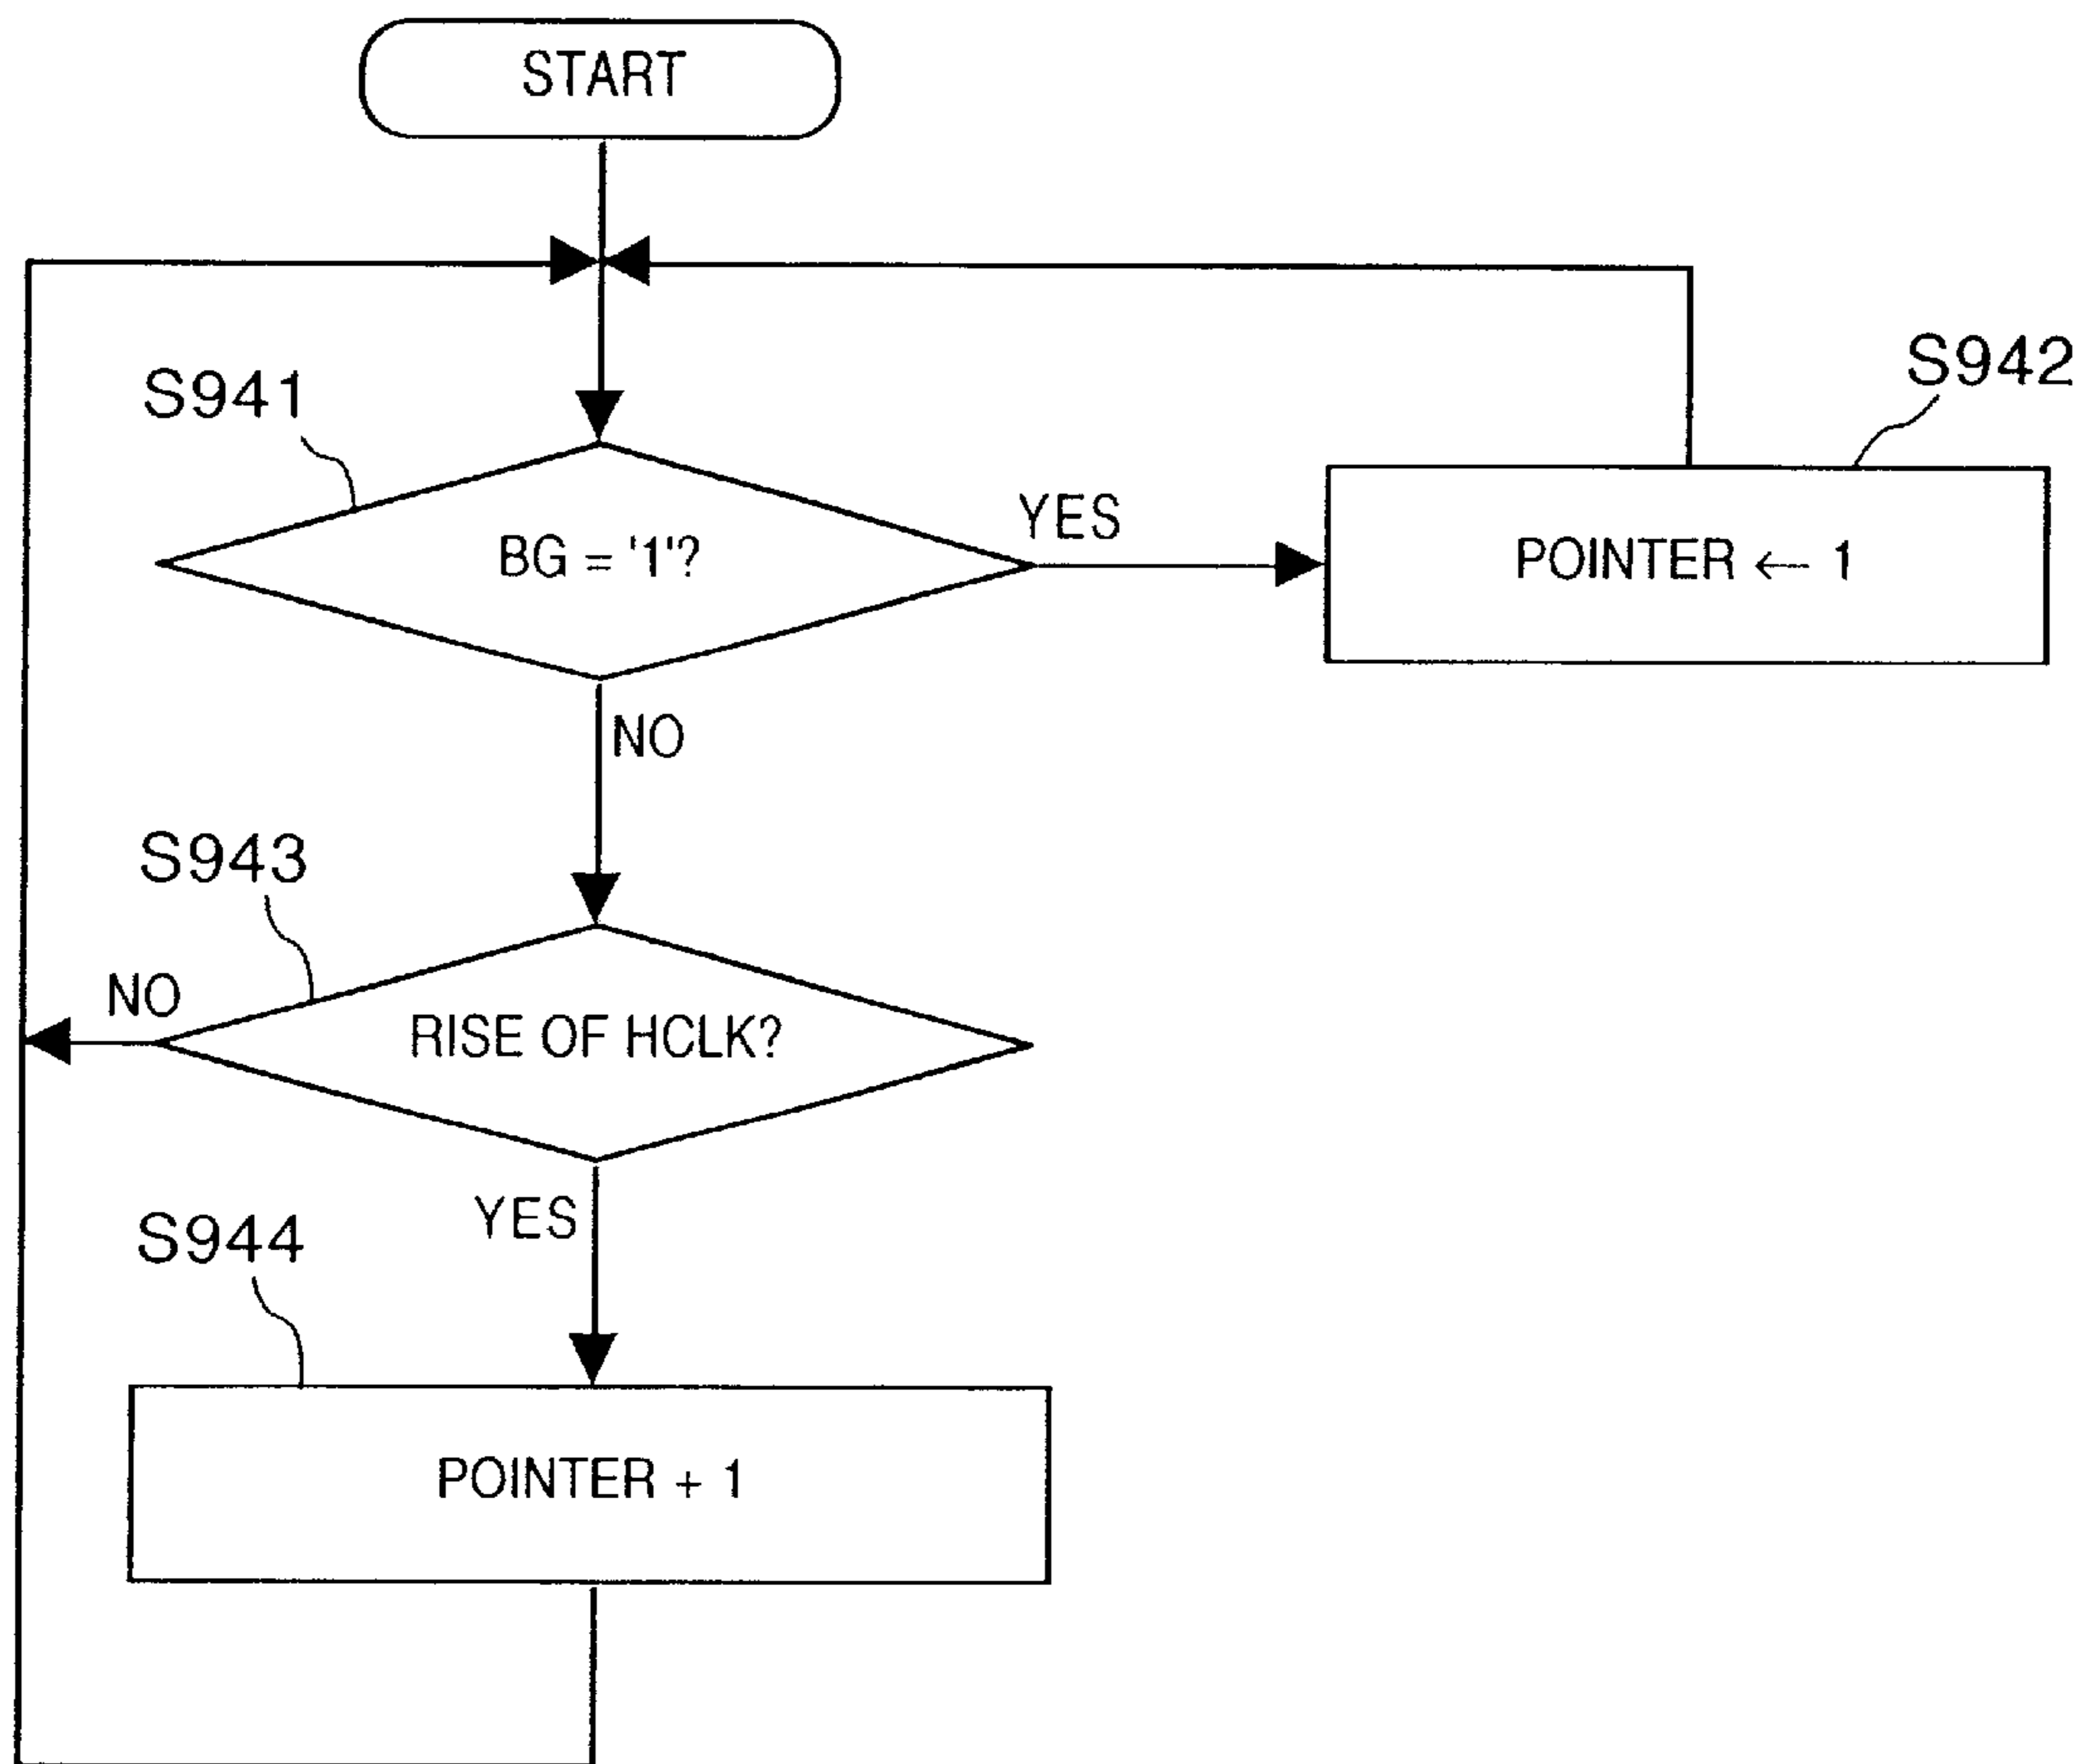 START
S941
S942
BG = '1'?
YES
POINTER ← 1
NO
S943
NO
RISE OF HCLK?
YES
S944
POINTER + 1